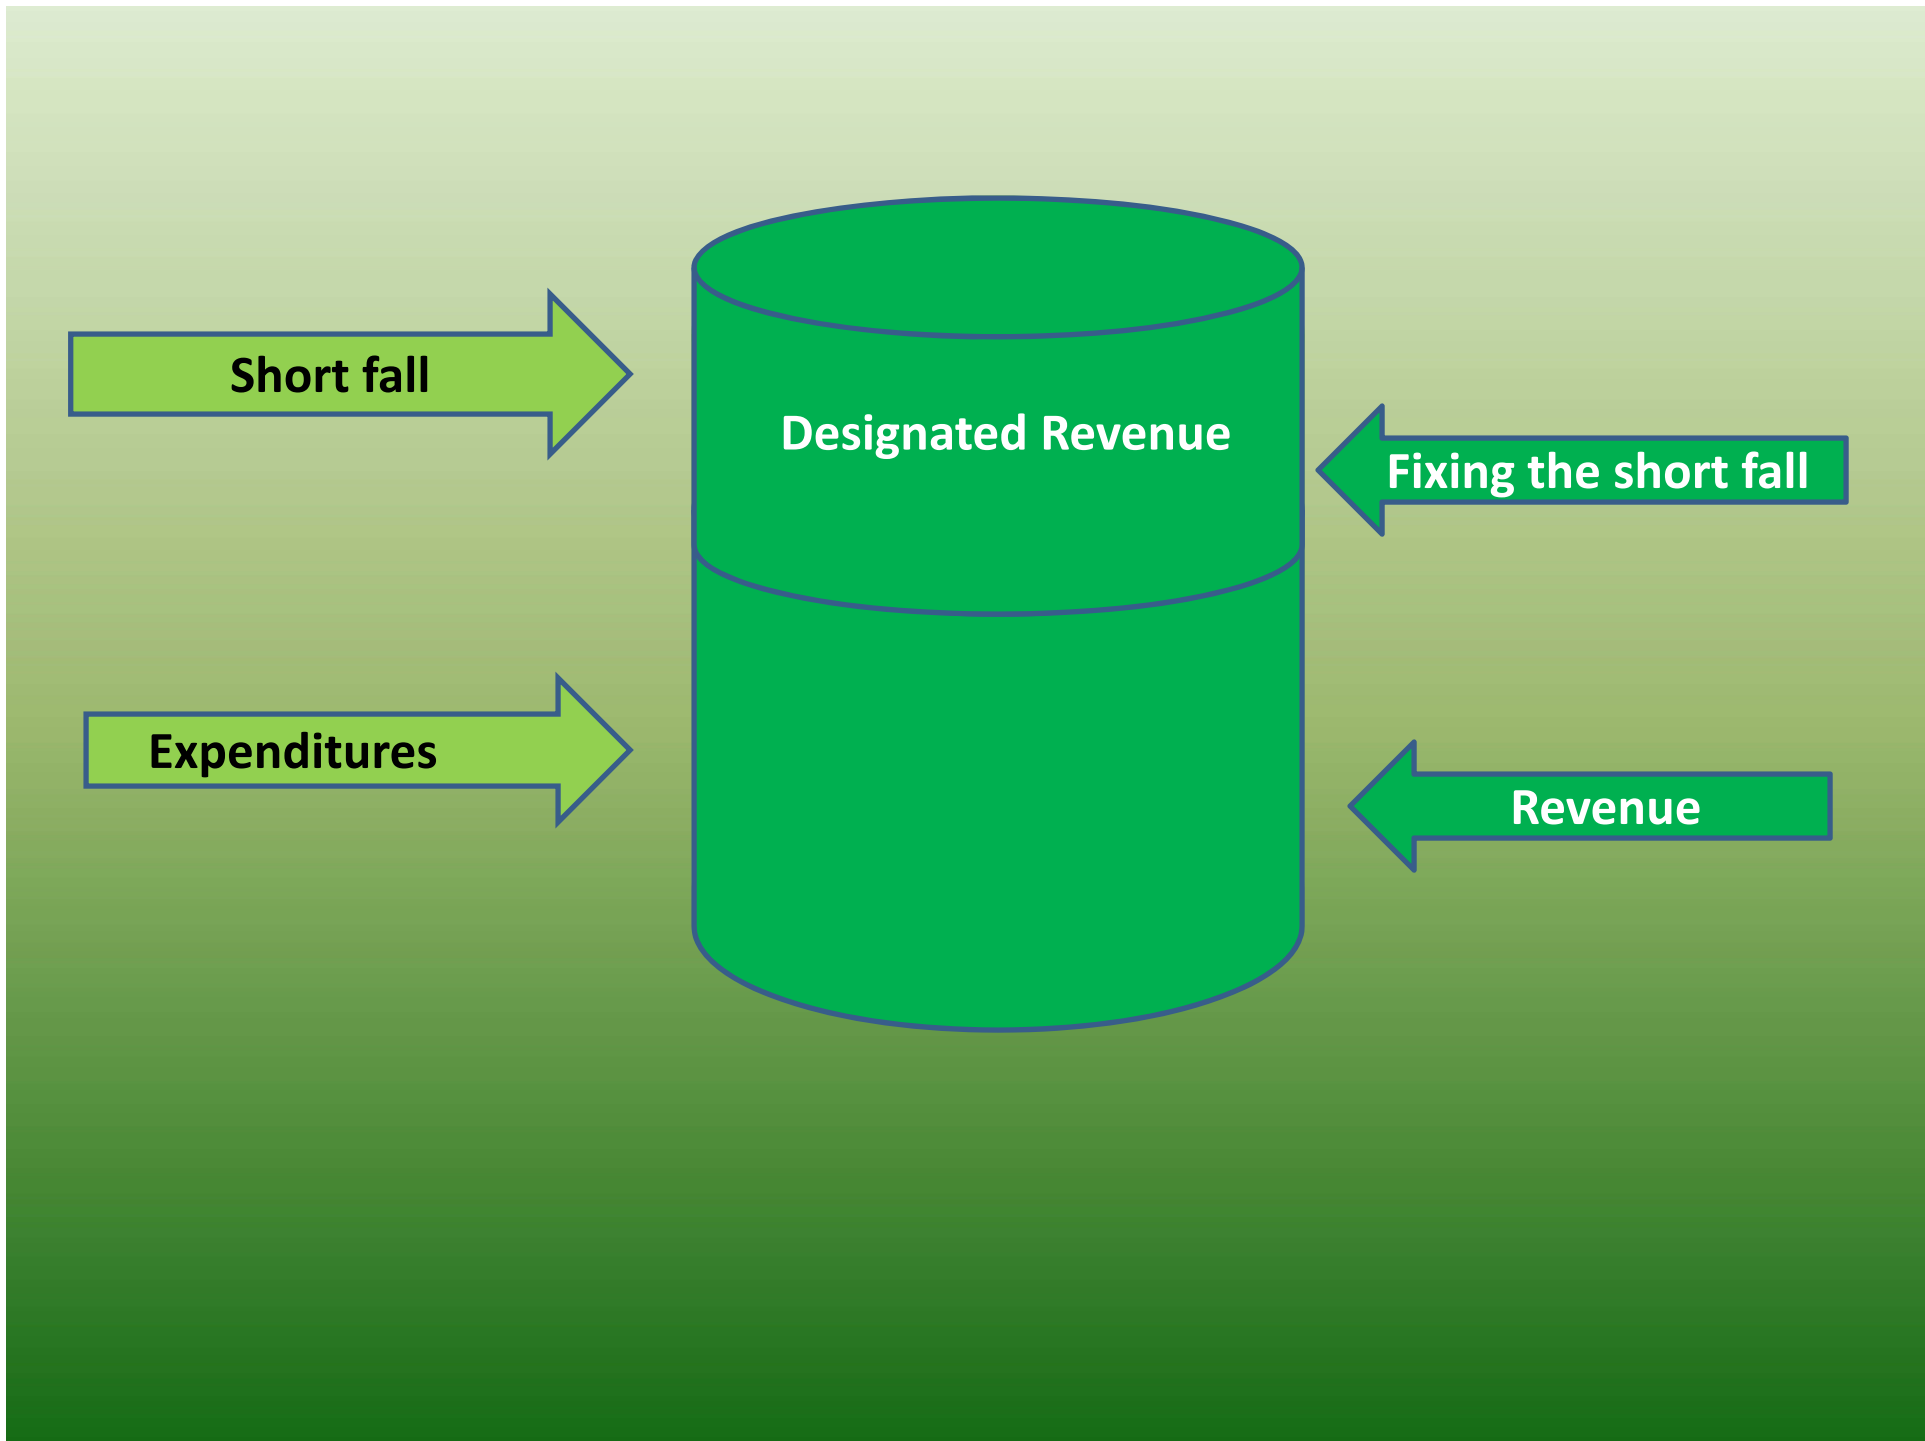 Short fall
Designated Revenue
Fixing the short fall
Expenditures
Revenue